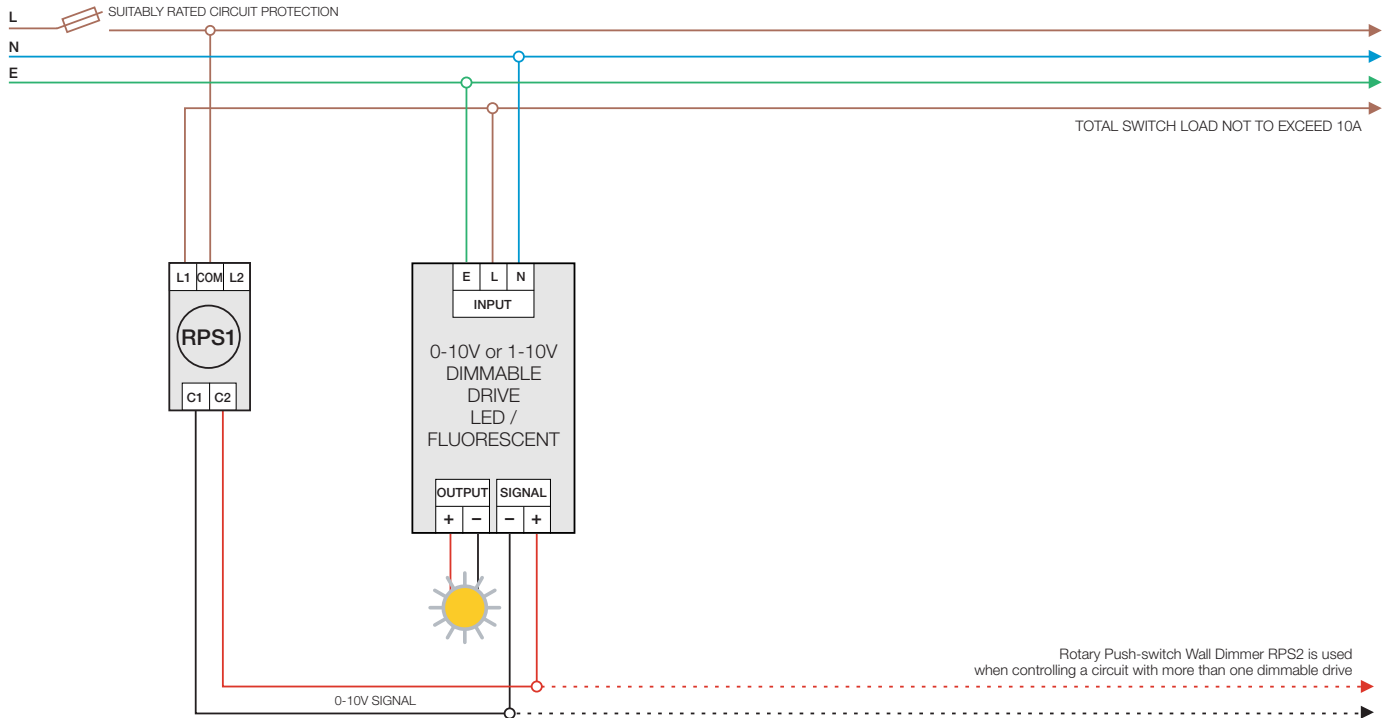 L
SUITABLY RATED CIRCUIT PROTECTION
N
E
TOTAL SWITCH LOAD NOT TO EXCEED 10A
L1 COM L2
RPS1
C1 C2
E L N
INPUT
0-10V or 1-10V
DIMMABLE
DRIVE
LED /
FLUORESCENT
OUTPUT SIGNAL
+ − − +
Rotary Push-switch Wall Dimmer RPS2 is used
when controlling a circuit with more than one dimmable drive
0-10V SIGNAL